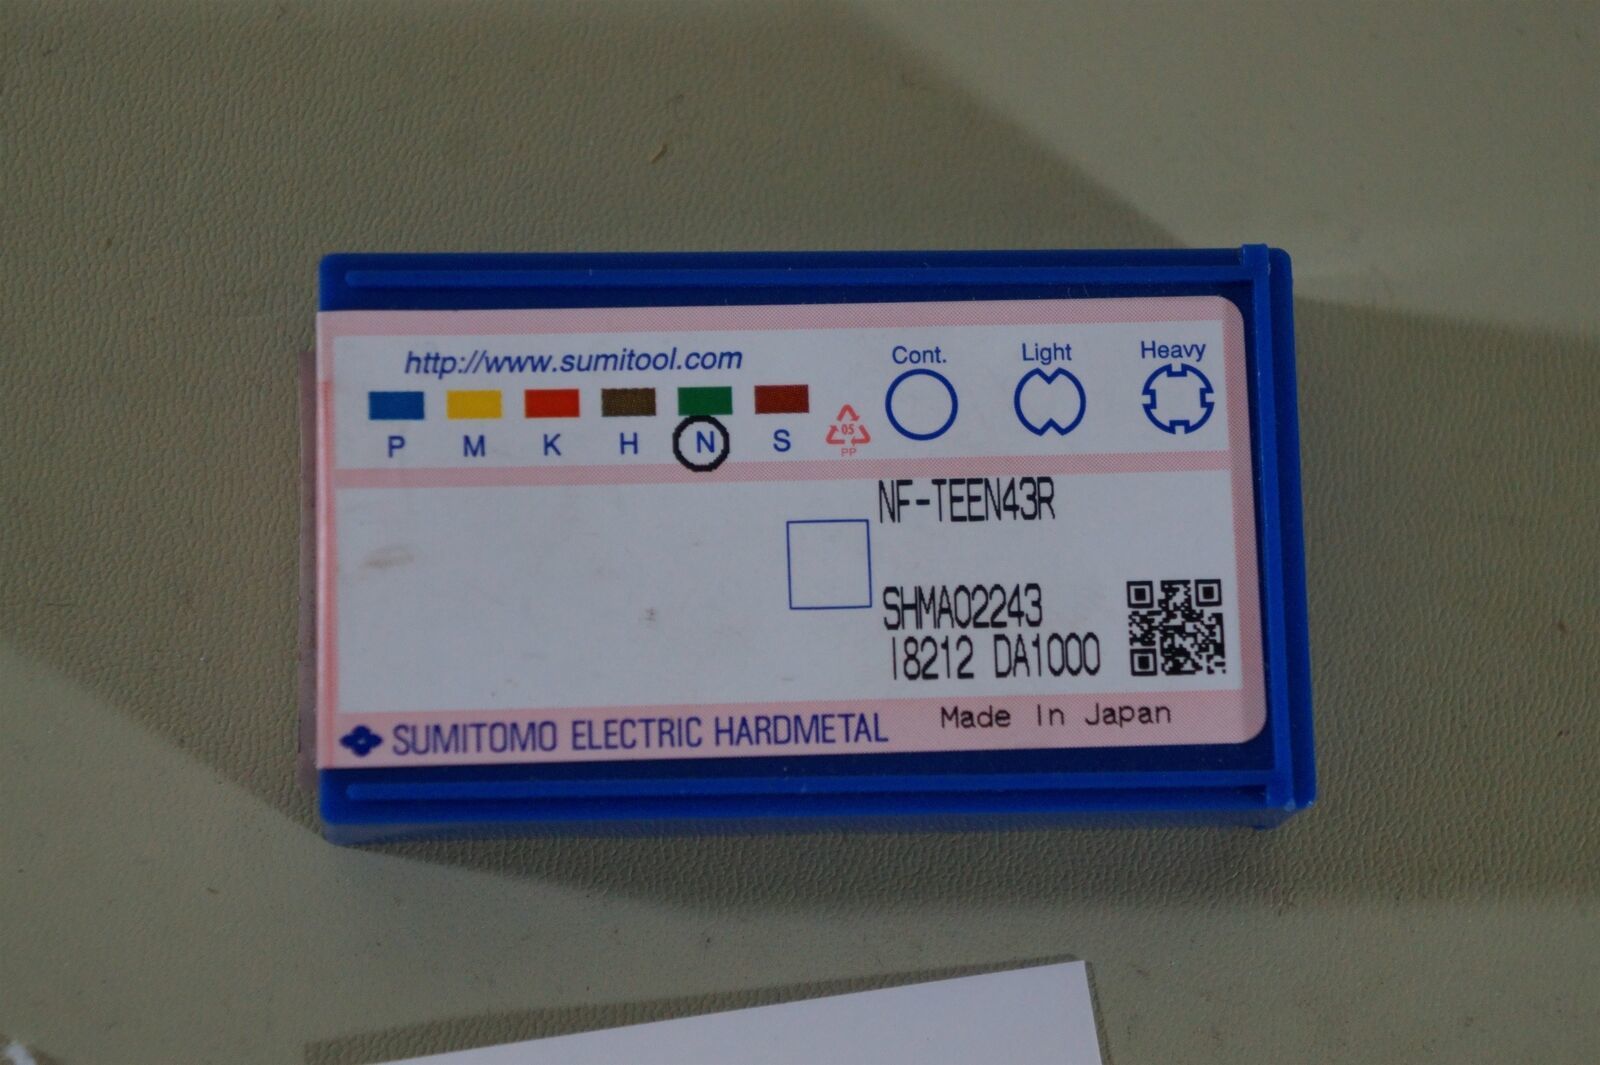 http://www.sumitool.com
P M K H N S
05
PP
Cont. Light Heavy
NF-TEEN43R
SHMA02243
18212 DA1000
SUMITOMO ELECTRIC HARDMETAL
Made In Japan